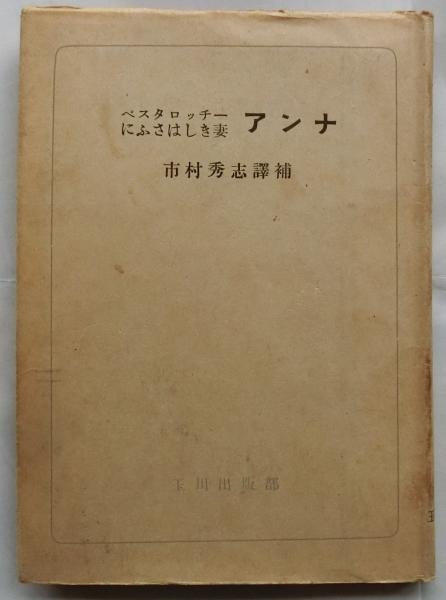 ペスタロッチー
にふさはしき妻 アンナ
市村秀志譯補
玉川出版部